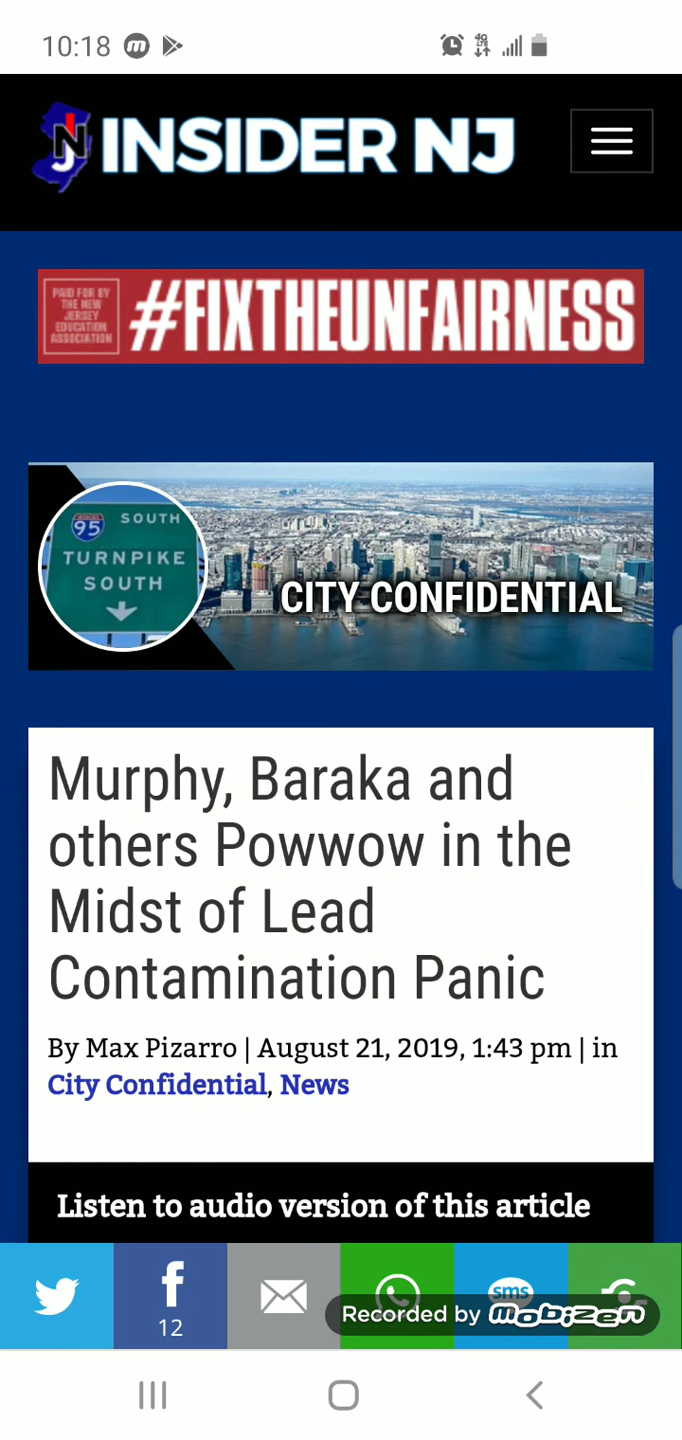 10:18
INSIDER NJ
PAID FOR BY
THE NEW
JERSEY
EDUCATION
ASSOCIATION
#FIXTHEUNFAIRNESS
95 SOUTH
TURNPIKE
SOUTH
CITY CONFIDENTIAL
Murphy, Baraka and
others Powwow in the
Midst of Lead
Contamination Panic
By Max Pizarro | August 21, 2019, 1:43 pm | in
City Confidential, News
Listen to audio version of this article
12
sms
Recorded by mobizen